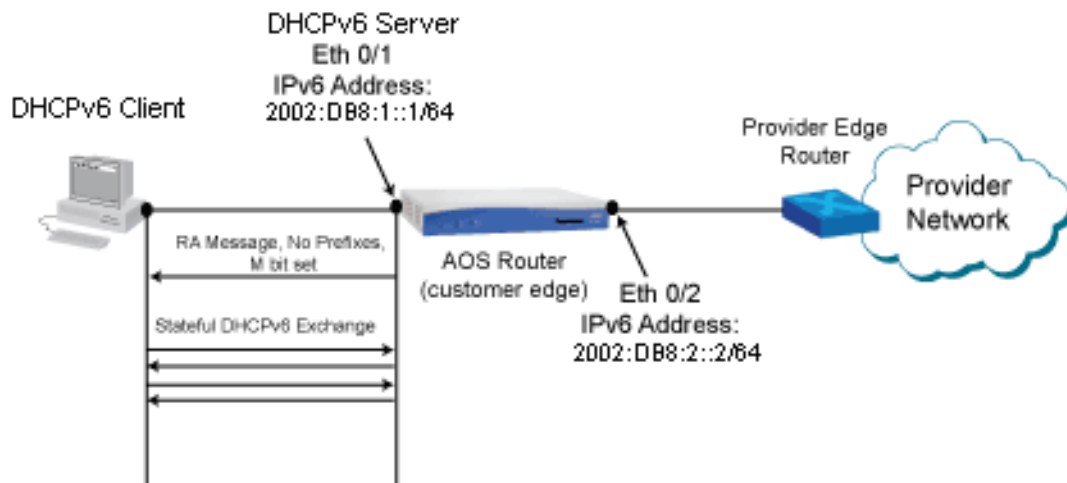 DHCPv6 Server
Eth 0/1
IPv6 Address:
2002::DB8:1::1/64
DHCPv6 Client
Provider Edge
Router
Provider
Network
RA Message, No Prefixes,
M bit set
AOS Router
(customer edge)
Eth 0/2
IPv6 Address:
2002::DB8:2::2/64
Stateful DHCPv6 Exchange